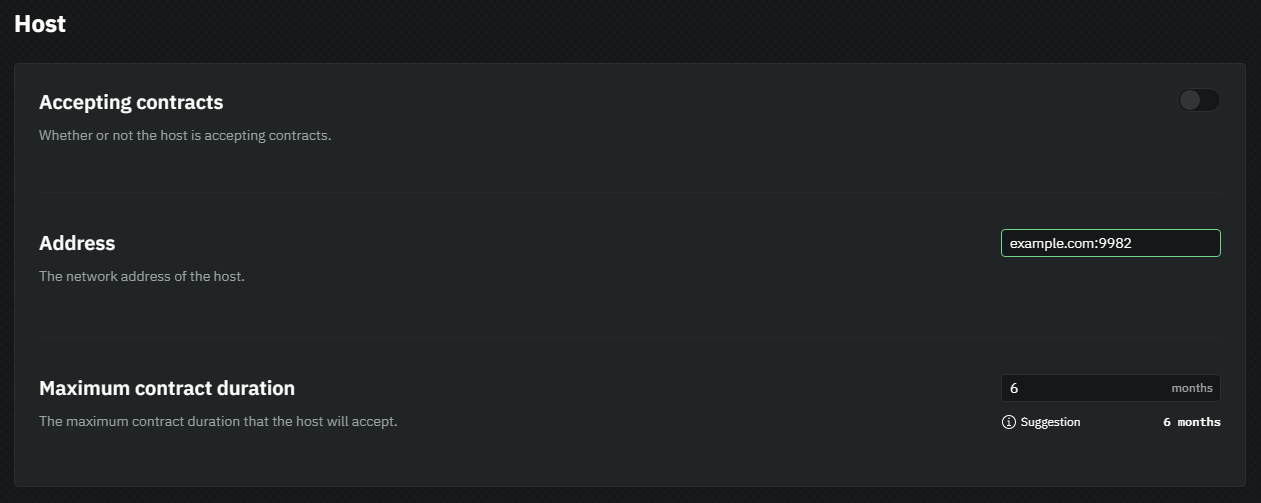 Host
Accepting contracts
Whether or not the host is accepting contracts.
Address
example.com:9982
The network address of the host.
Maximum contract duration
6 months
The maximum contract duration that the host will accept.
Suggestion 6 months